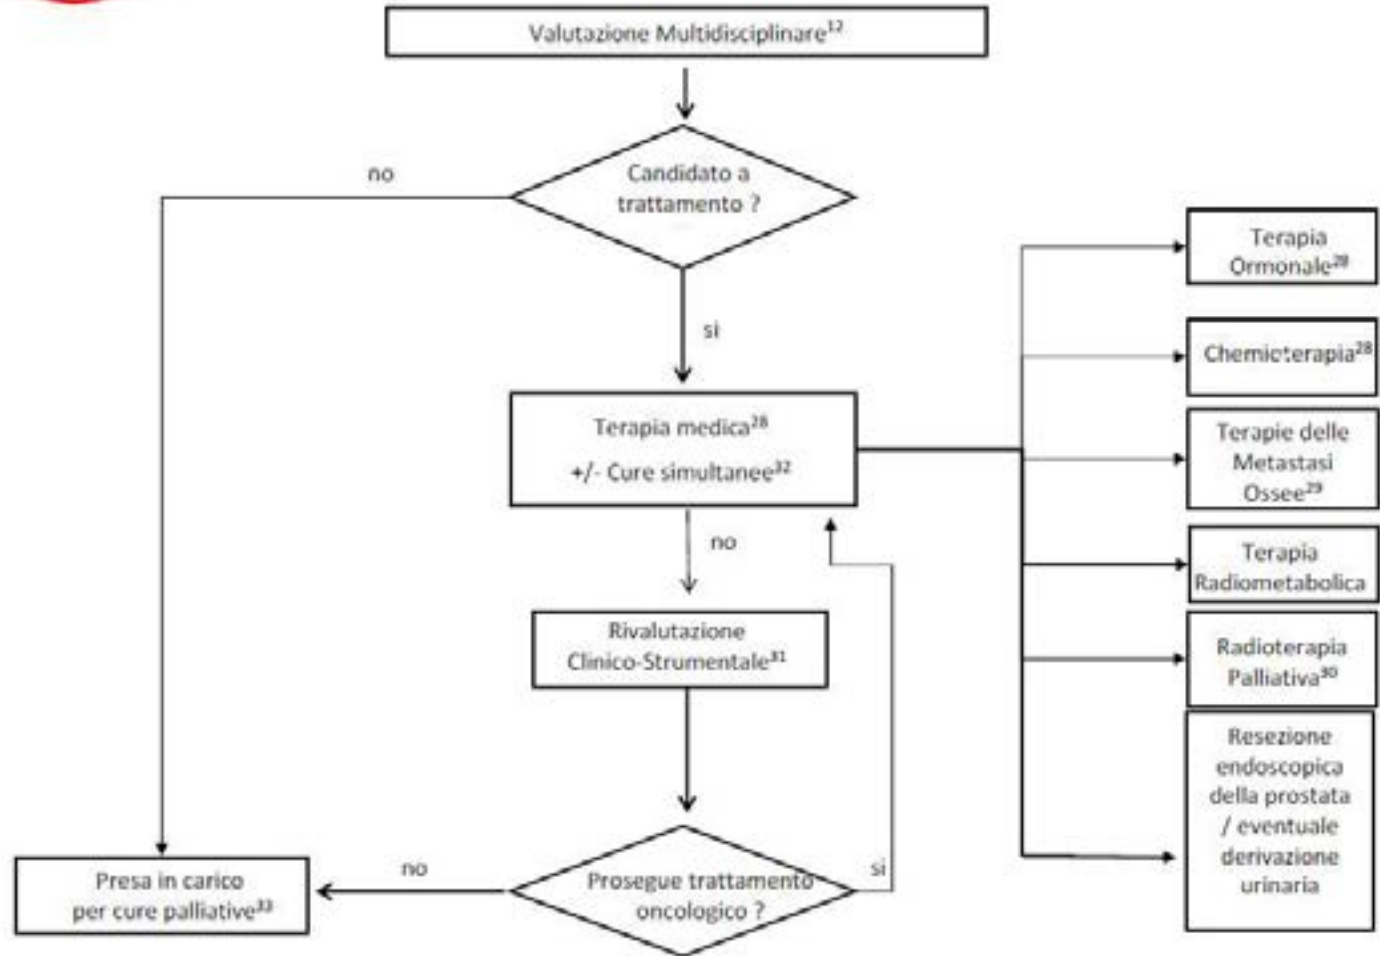 Valutazione Multidisciplinare¹²
no
Candidato a
trattamento ?
si
Terapia medica²⁸
+/- Cure simultanee³²
no
Rivalutazione
Clinico-Strumentale³¹
Prosegue trattamento
oncologico ?
no
si
Presa in carico
per cure palliative³³
Terapia
Ormonale²⁸
Chemioterapia²⁸
Terapie delle
Metastasi
Ossee²⁹
Terapia
Radiometabolica
Radioterapia
Palliativa³⁰
Resezione
endoscopica
della prostata
/ eventuale
derivazione
urinaria